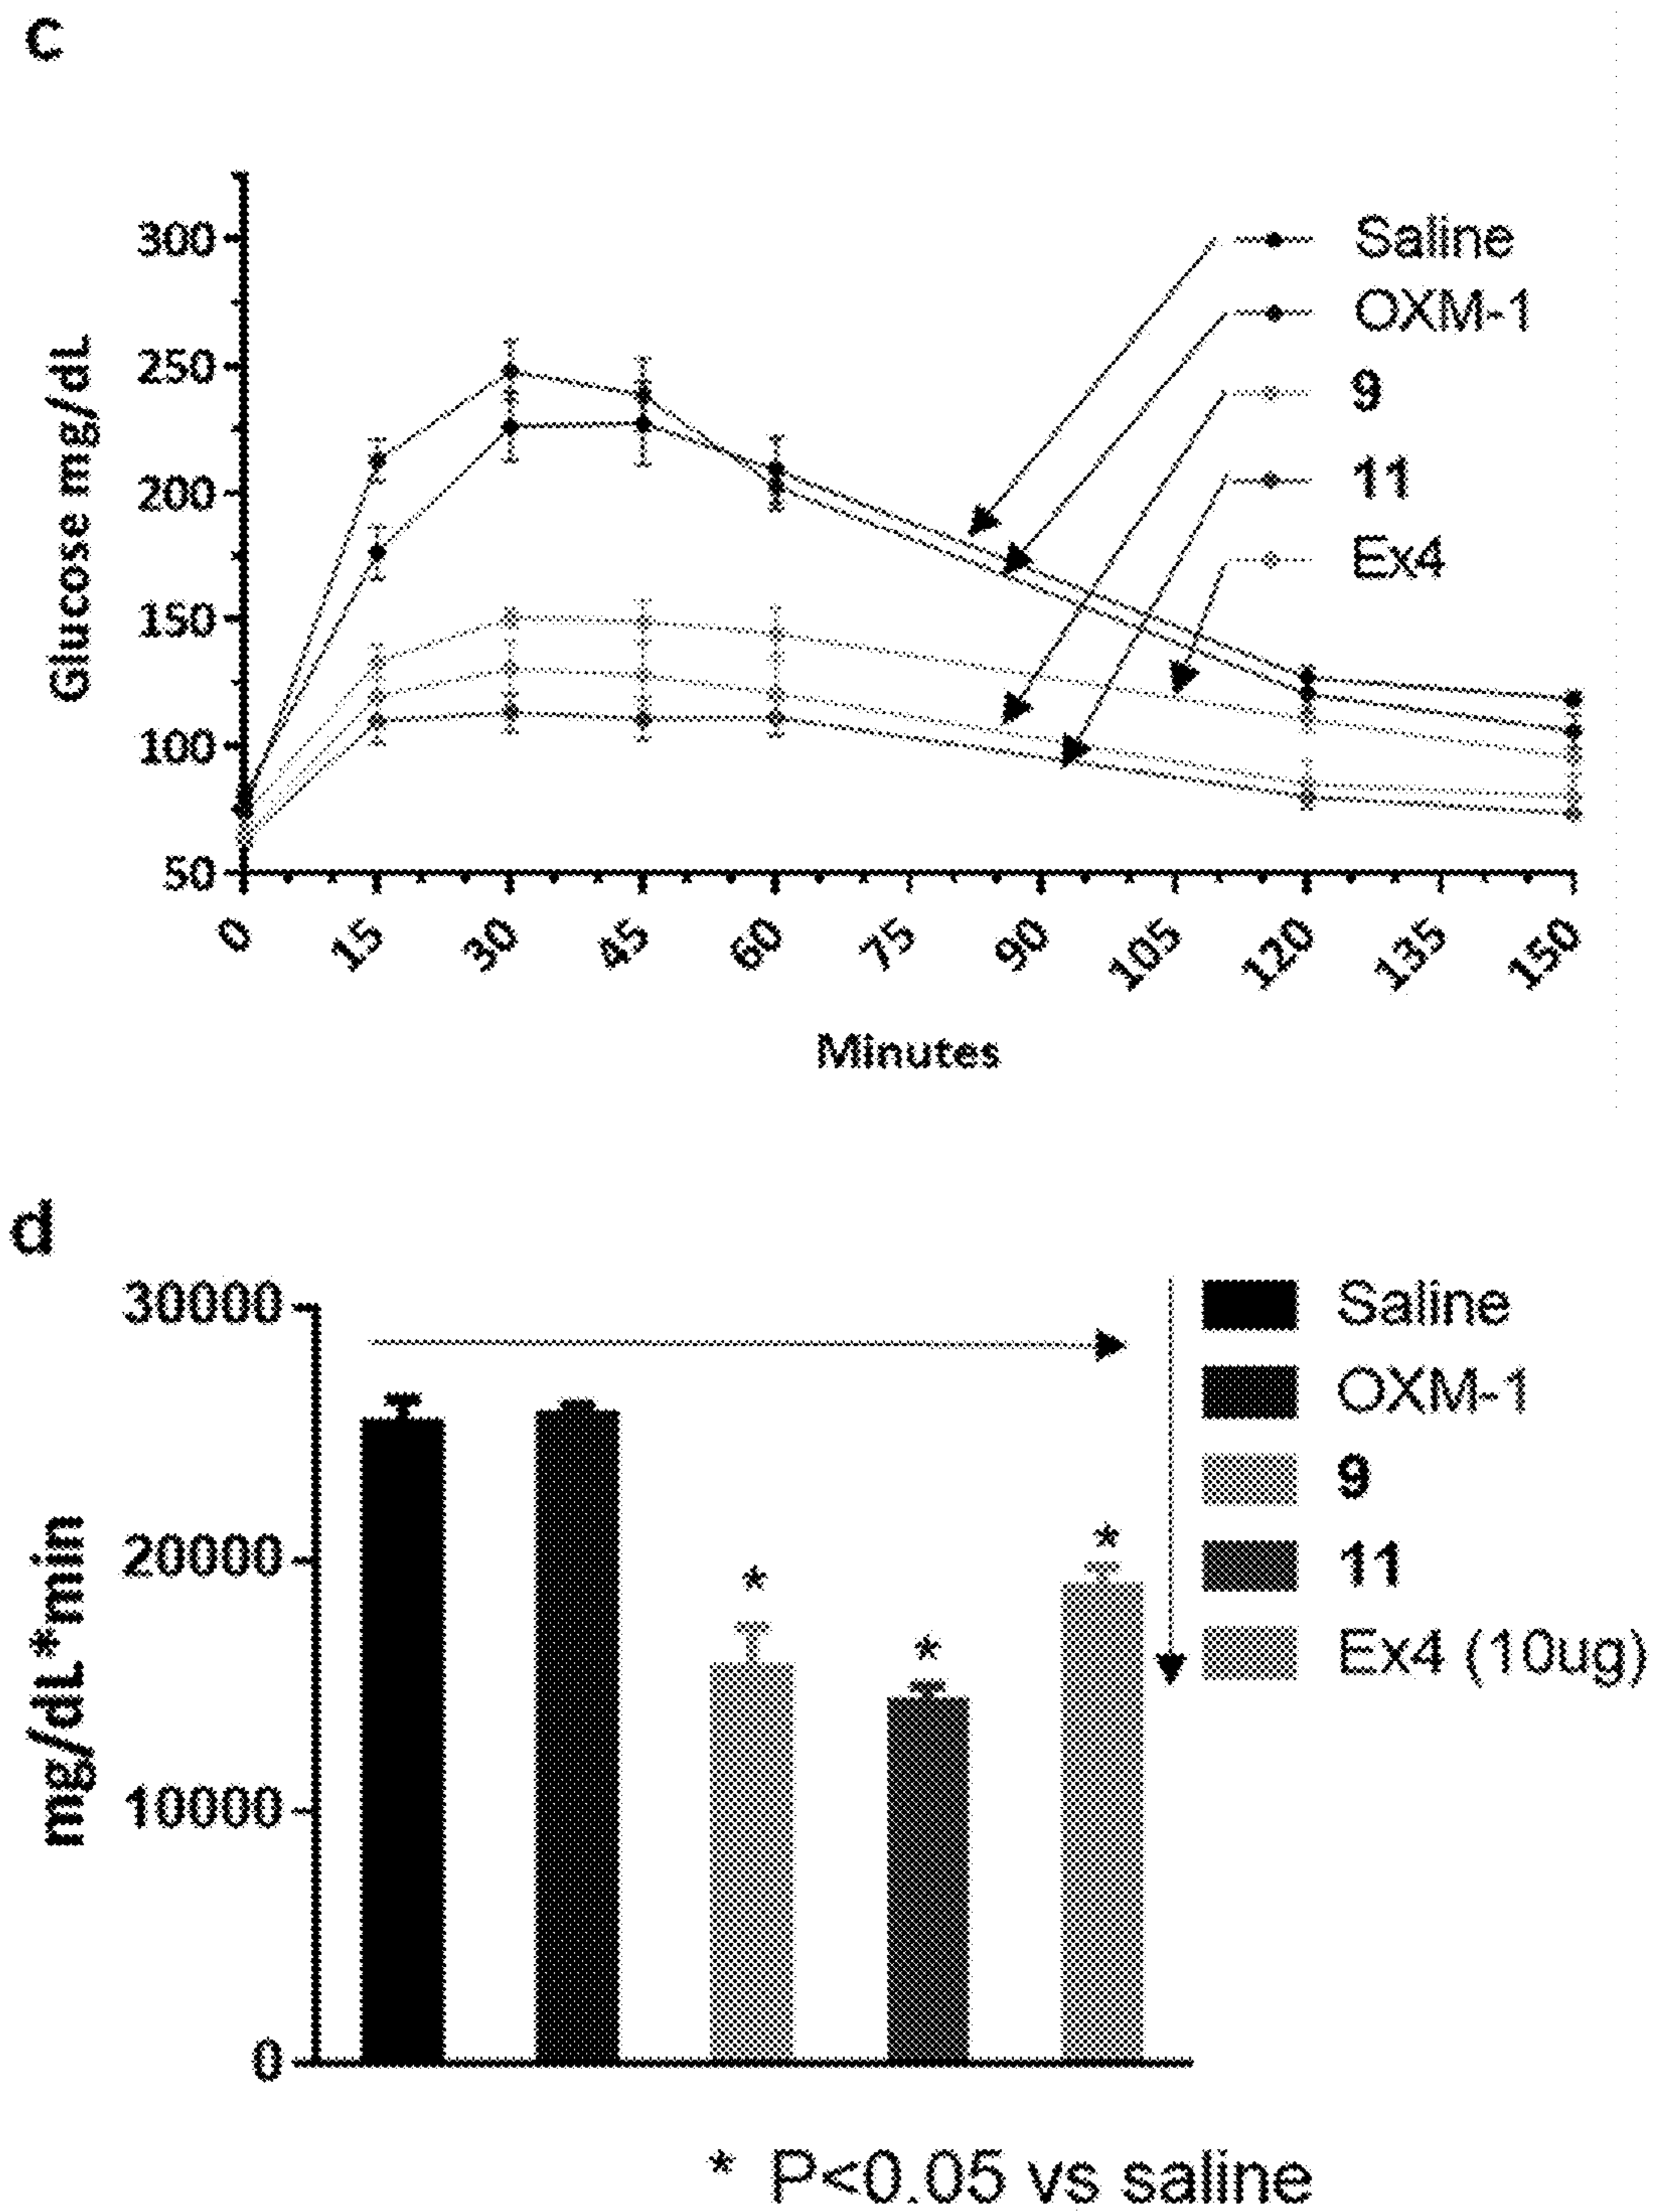 c
Glucose mg/dL
300
250
200
150
100
50
0 15 30 45 60 75 90 105 120 135 150
Minutes
Saline
OXM-1
9
11
Ex4
d
mg/dL*min
30000
20000
10000
0
*
*
*
Saline
OXM-1
9
11
Ex4 (10ug)
* P<0.05 vs saline